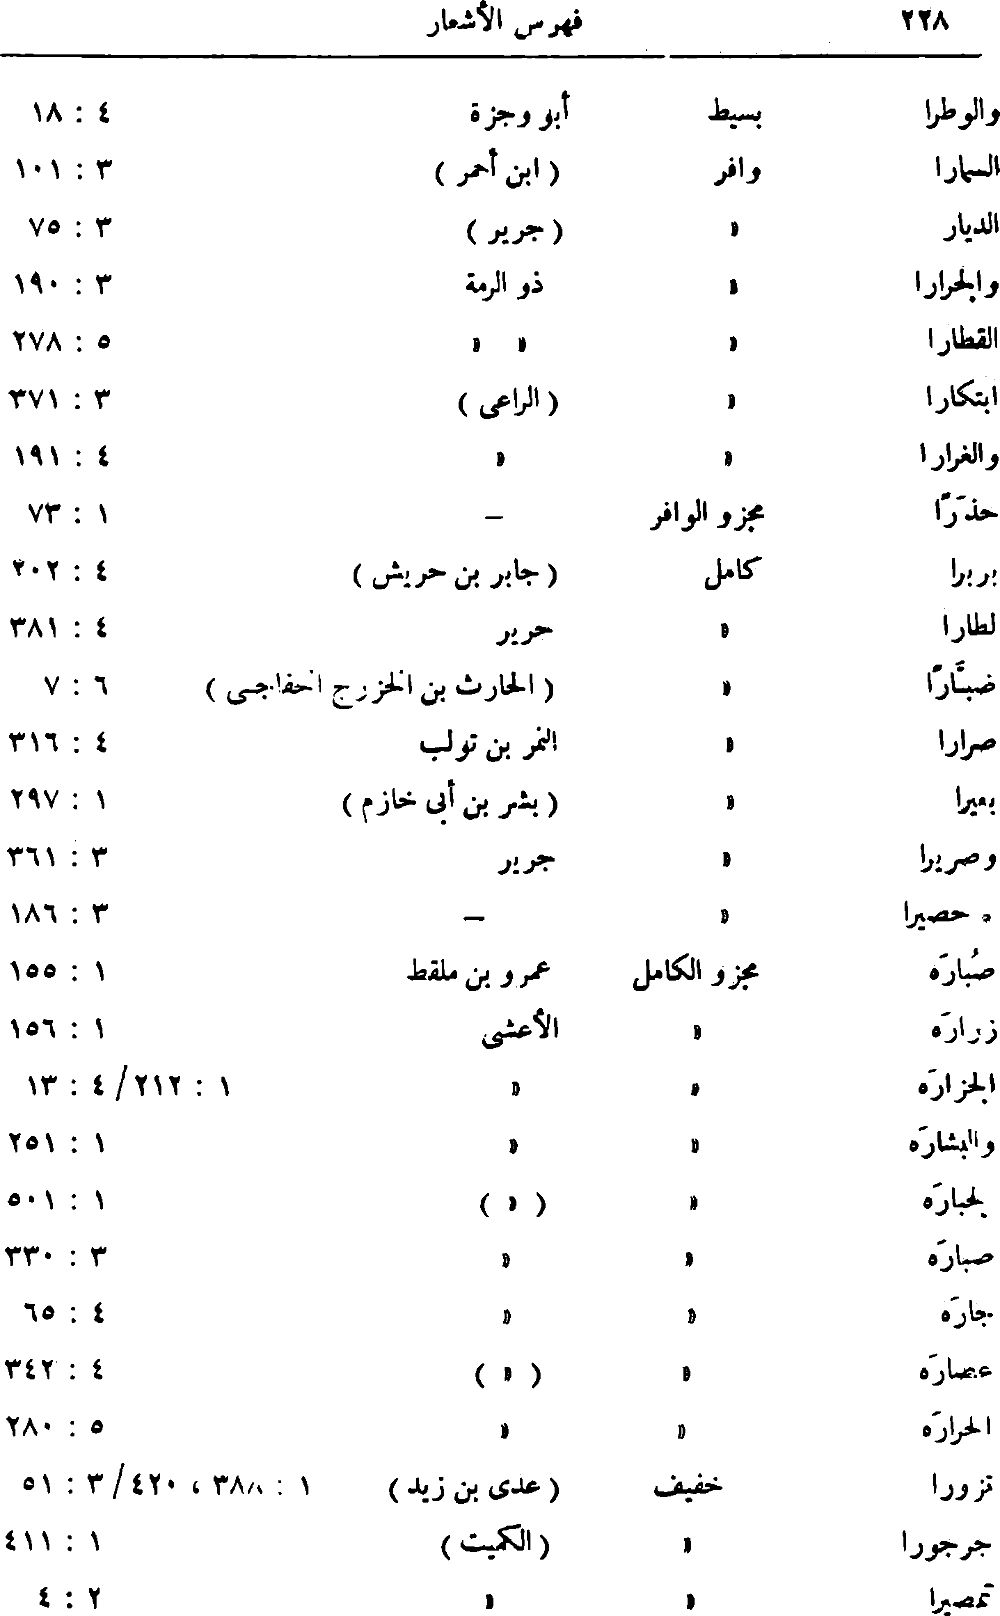 ٢٢٨ فهرس الأشعار
والوطرا بسيط أبو وجزة ٤ : ١٨
السمارا وافر ( ابن أحمر ) ٣ : ١٠١
الديار » ( جرير ) ٣ : ٧٥
والحرارا » ذو الرمة ٣ : ١٩٠
القطارا » » » ٥ : ٢٧٨
ابتكارا » ( الراعى ) ٣ : ٣٧١
والغرارا » » ٤ : ١٩١
حذَرًا مجزو الوافر – ١ : ٧٣
بربرا كامل ( جابر بن حريش ) ٤ : ٢٠٢
لطارا » حرير ٤ : ٣٨١
ضبَّارًا » ( الحارث بن الخزرج الخفاجى ) ٦ : ٧
صرارا » النمر بن تولب ٤ : ٣١٦
بعيرا » ( بشر بن أبى خازم ) ١ : ٢٩٧
وصريرا » جرير ٣ : ٣٦١
* حصيرا » – ٣ : ١٨٦
صُبارَه مجزو الكامل عمرو بن ملقط ١ : ١٥٥
زرارَه » الأعشى ١ : ١٥٦
الجزارَه » » ١ : ٢١٢/ ٤ : ١٣
والبشارَه » » ١ : ٢٥١
لجبارَه » ( » ) ١ : ٥٠١
صبارَه » » ٣ : ٣٣٠
جارَه » » ٤ : ٦٥
عصارَه » ( » ) ٤ : ٣٤٢
الحرارَه » » ٥ : ٢٨٠
تزورا خفيف ( عدى بن زيد ) ١ : ٣٨٨ ، ٤٢٠/ ٣ : ٥١
جرجورا » ( الكميت ) ١ : ٤١١
تمصيرا » » ٢ : ٤